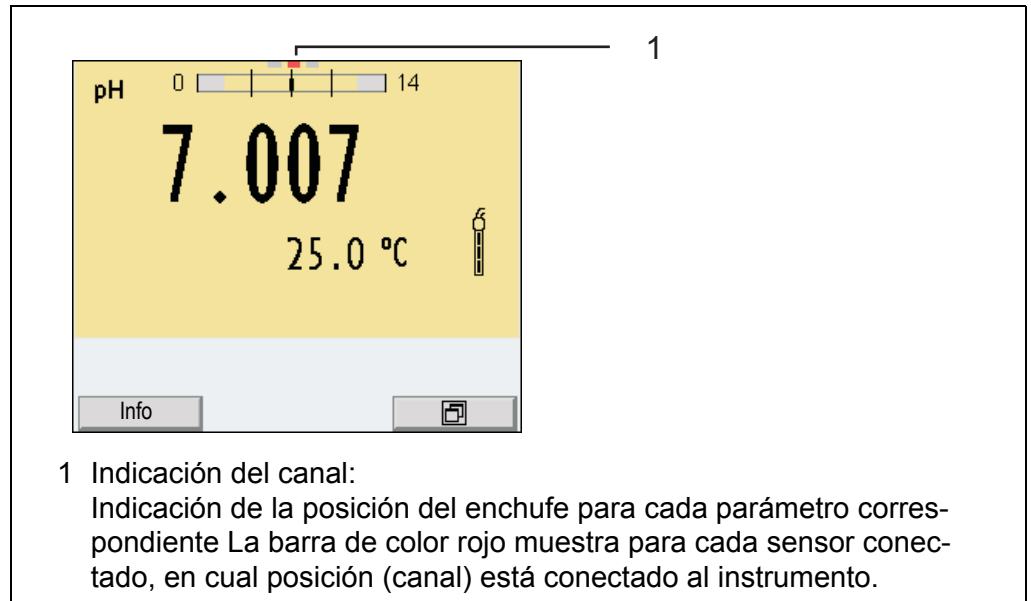 1
pH 0 14
7.007
25.0 °C
Info
1 Indicación del canal:
Indicación de la posición del enchufe para cada parámetro corres-
pondiente La barra de color rojo muestra para cada sensor conec-
tado, en cual posición (canal) está conectado al instrumento.